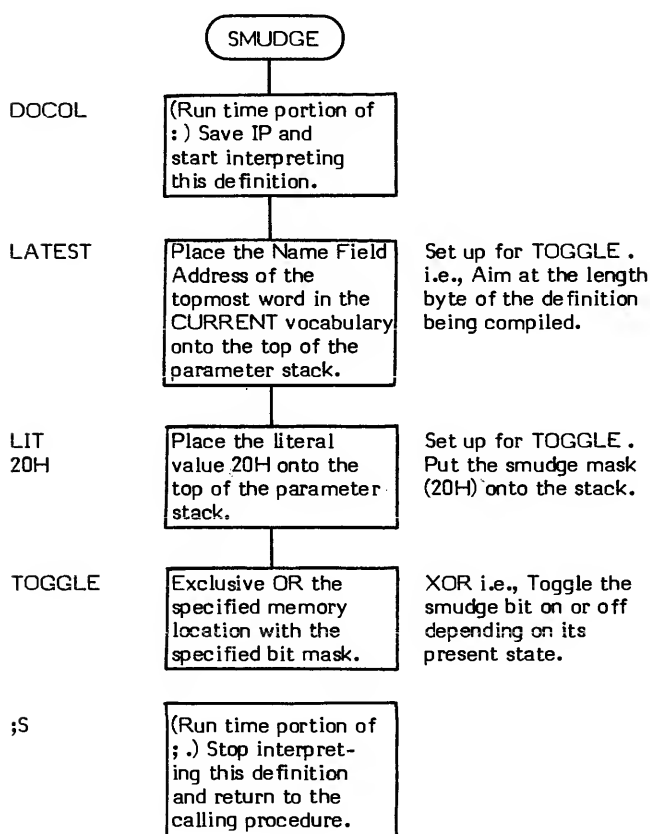 SMUDGE
DOCOL
(Run time portion of
: ) Save IP and
start interpreting
this definition.
LATEST
Place the Name Field
Address of the
topmost word in the
CURRENT vocabulary
onto the top of the
parameter stack.
Set up for TOGGLE .
i.e., Aim at the length
byte of the definition
being compiled.
LIT
20H
Place the literal
value 20H onto the
top of the parameter
stack.
Set up for TOGGLE .
Put the smudge mask
(20H) onto the stack.
TOGGLE
Exclusive OR the
specified memory
location with the
specified bit mask.
XOR i.e., Toggle the
smudge bit on or off
depending on its
present state.
;S
(Run time portion of
; .) Stop interpret-
ing this definition
and return to the
calling procedure.